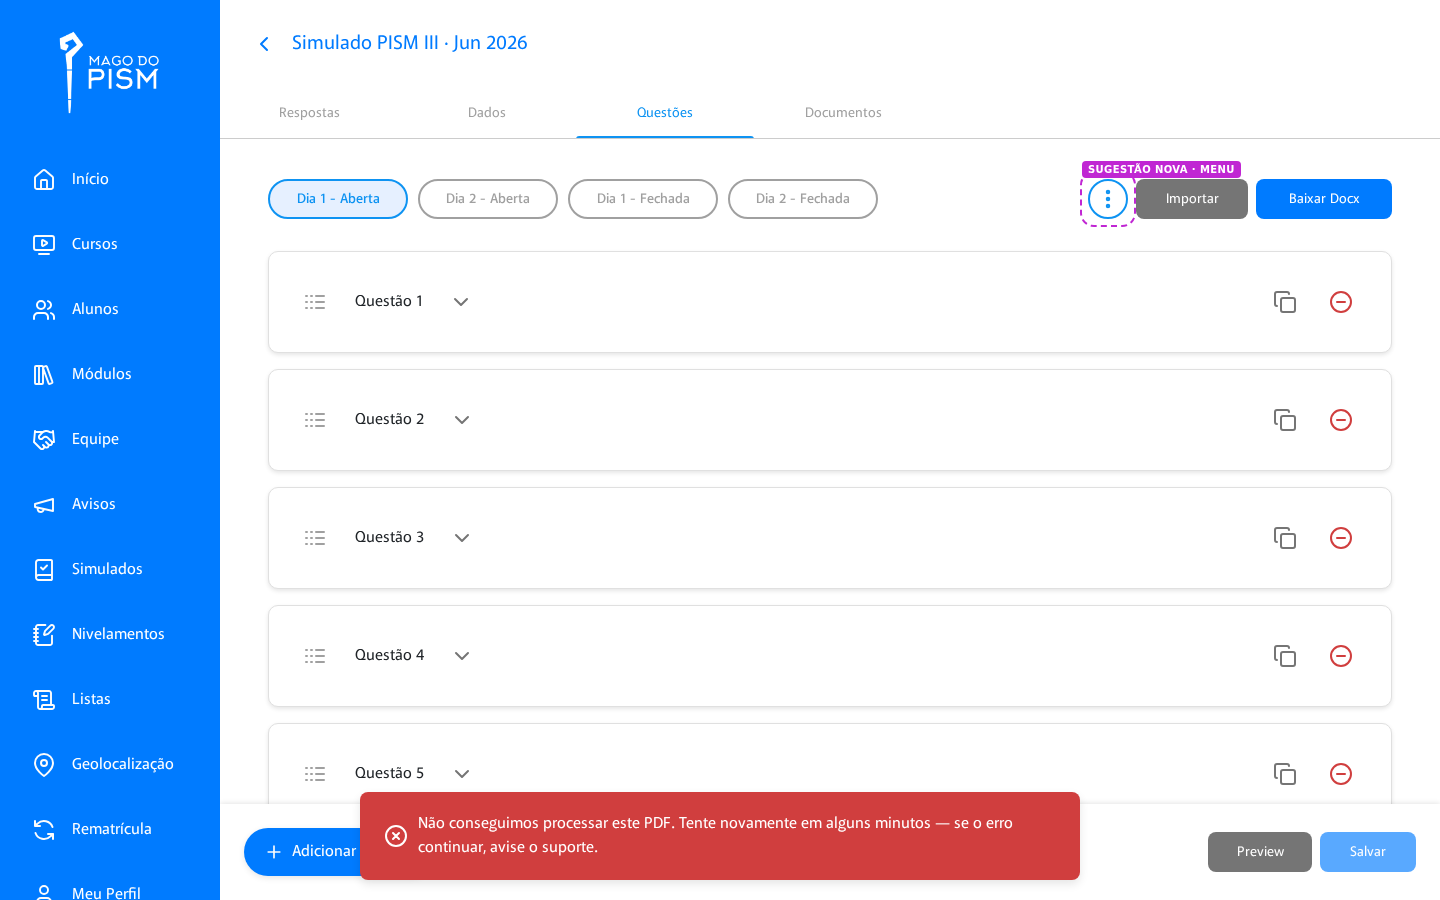 MAGO DO
PISM
Início
Cursos
Alunos
Módulos
Equipe
Avisos
Simulados
Nivelamentos
Listas
Geolocalização
Rematrícula
Meu Perfil
Simulado PISM III · Jun 2026
Respostas
Dados
Questões
Documentos
SUGESTÃO NOVA · MENU
Dia 1 - Aberta
Dia 2 - Aberta
Dia 1 - Fechada
Dia 2 - Fechada
Importar
Baixar Docx
Questão 1
Questão 2
Questão 3
Questão 4
Questão 5
Adicionar
Não conseguimos processar este PDF. Tente novamente em alguns minutos — se o erro
continuar, avise o suporte.
Preview
Salvar